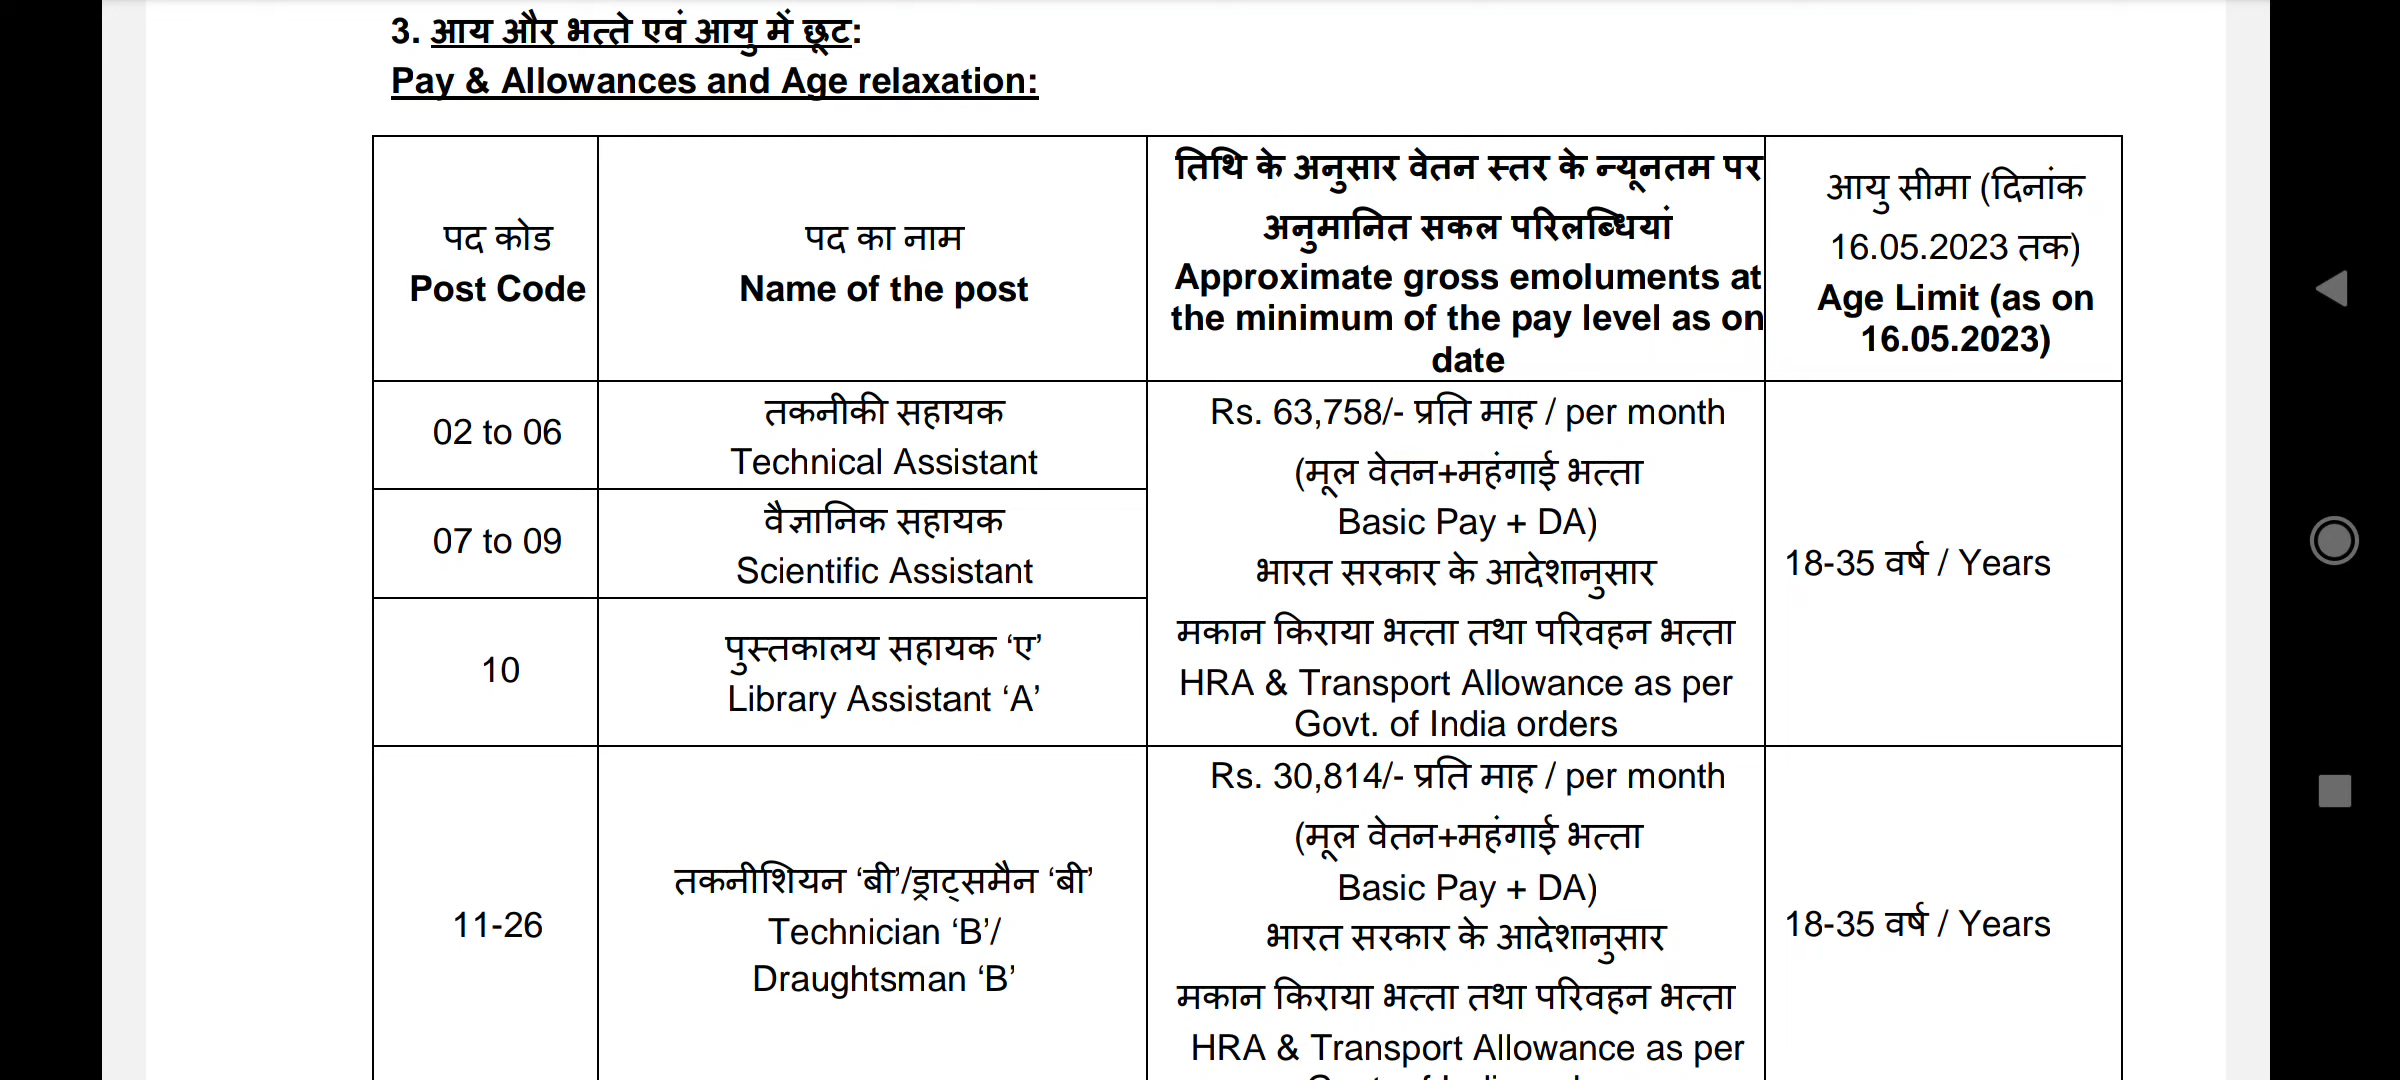 3. आय और भत्ते एवं आयु में छूट:
Pay & Allowances and Age relaxation:
पद कोड
Post Code
पद का नाम
Name of the post
तिथि के अनुसार वेतन स्तर के न्यूनतम पर
अनुमानित सकल परिलब्धियां
Approximate gross emoluments at
the minimum of the pay level as on
date
आयु सीमा (दिनांक
16.05.2023 तक)
Age Limit (as on
16.05.2023)
02 to 06
तकनीकी सहायक
Technical Assistant
07 to 09
वैज्ञानिक सहायक
Scientific Assistant
10
पुस्तकालय सहायक ‘ए’
Library Assistant ‘A’
Rs. 63,758/- प्रति माह / per month
(मूल वेतन+महंगाई भत्ता
Basic Pay + DA)
भारत सरकार के आदेशानुसार
मकान किराया भत्ता तथा परिवहन भत्ता
HRA & Transport Allowance as per
Govt. of India orders
18-35 वर्ष / Years
11-26
तकनीशियन ‘बी’/ड्राट्समैन ‘बी’
Technician ‘B’/
Draughtsman ‘B’
Rs. 30,814/- प्रति माह / per month
(मूल वेतन+महंगाई भत्ता
Basic Pay + DA)
भारत सरकार के आदेशानुसार
मकान किराया भत्ता तथा परिवहन भत्ता
HRA & Transport Allowance as per
18-35 वर्ष / Years